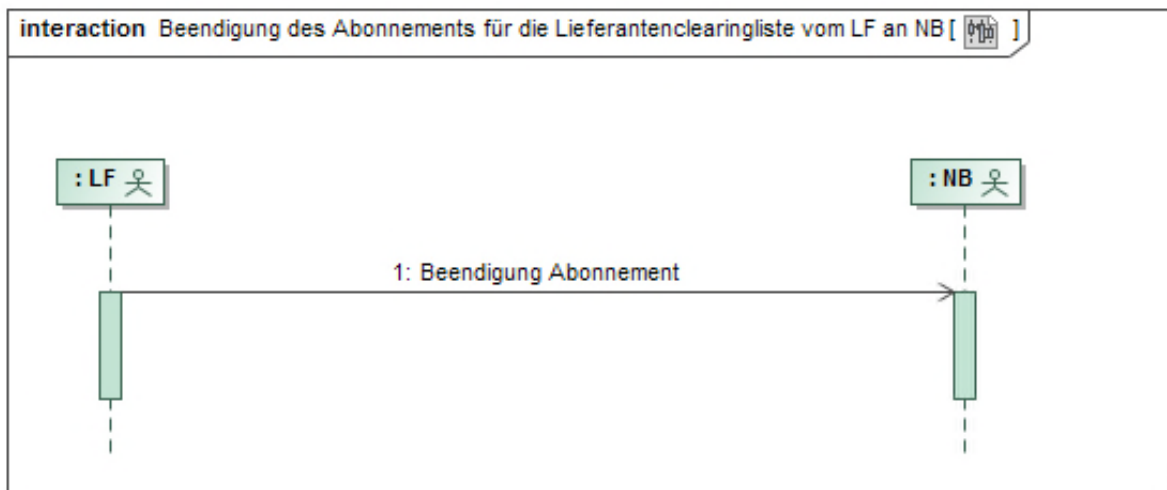 interaction Beendigung des Abonnements für die Lieferantenclearingliste vom LF an NB [ ]
:LF
:NB
1: Beendigung Abonnement